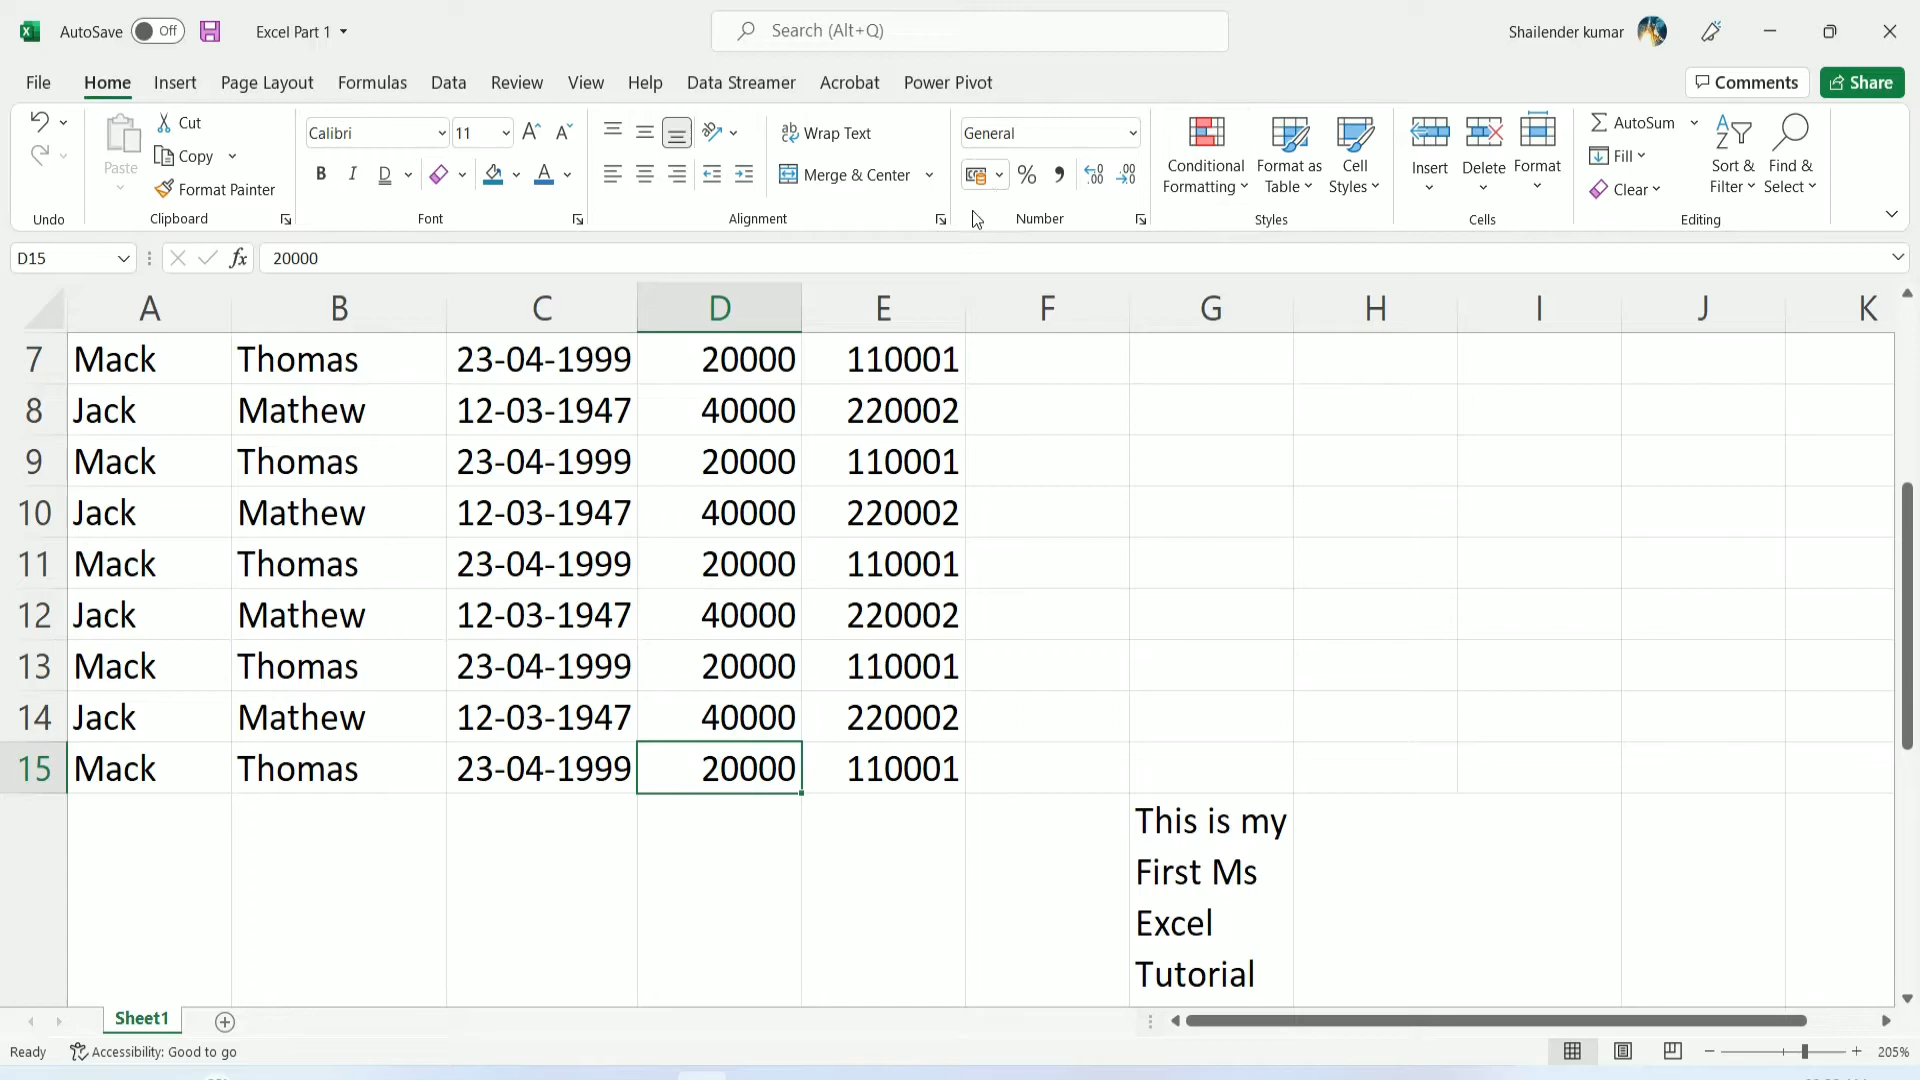 AutoSave Off Excel Part 1 Search (Alt+Q) Shailender kumar
File Home Insert Page Layout Formulas Data Review View Help Data Streamer Acrobat Power Pivot Comments Share
Cut
Copy
Format Painter
Paste
Calibri 11
B I D A
ab Wrap Text
Merge & Center
General
% ,
Conditional Formatting
Format as Table
Cell Styles
Insert Delete Format
AutoSum
Fill
Clear
Sort & Filter
Find & Select
Undo Clipboard Font Alignment Number Styles Cells Editing
D15 fx 20000
A B C D E F G H I J K
7 Mack Thomas 23-04-1999 20000 110001
8 Jack Mathew 12-03-1947 40000 220002
9 Mack Thomas 23-04-1999 20000 110001
10 Jack Mathew 12-03-1947 40000 220002
11 Mack Thomas 23-04-1999 20000 110001
12 Jack Mathew 12-03-1947 40000 220002
13 Mack Thomas 23-04-1999 20000 110001
14 Jack Mathew 12-03-1947 40000 220002
15 Mack Thomas 23-04-1999 20000 110001
This is my
First Ms
Excel
Tutorial
Sheet1
Ready Accessibility: Good to go 205%